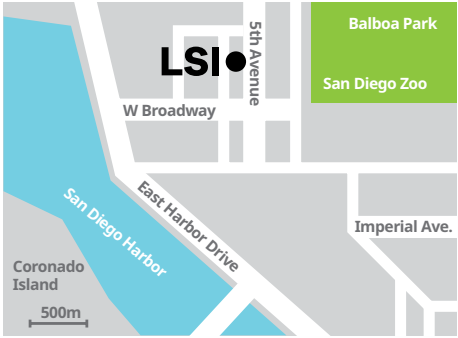 Balboa Park
5th Avenue
LSI
San Diego Zoo
W Broadway
East Harbor Drive
San Diego Harbor
Imperial Ave.
Coronado
Island
500m